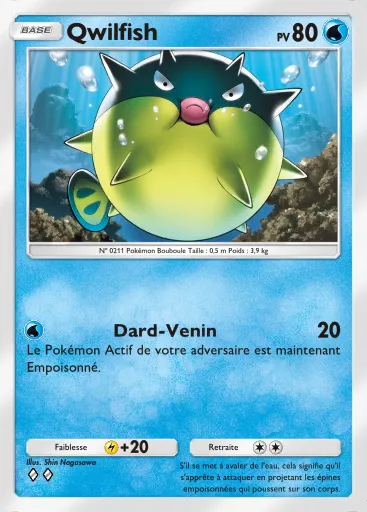 BASE Qwilfish PV 80
N° 0211 Pokémon Bouboule Taille : 0,5 m Poids : 3,9 kg
Dard-Venin 20
Le Pokémon Actif de votre adversaire est maintenant
Empoisonné.
Faiblesse +20 Retraite
Illus. Shin Nagasawa
S'il se met à avaler de l'eau, cela signifie qu'il
s'apprête à attaquer en projetant les épines
empoisonnées qui poussent sur son corps.